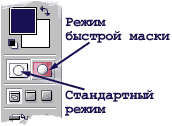 Режим
быстрой маски
Стандартный
режим